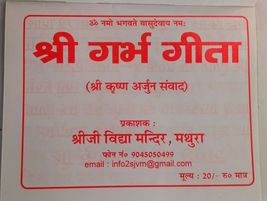 ॐ नमो भगवते वासुदेवाय नमः
श्री गर्भ गीता
(श्री कृष्ण अर्जुन संवाद)
प्रकाशक :
श्रीजी विद्या मन्दिर, मथुरा
फोन नं० 9045050499
email : info2sjvm@gmail.com
मूल्य : 20/- रु० मात्र